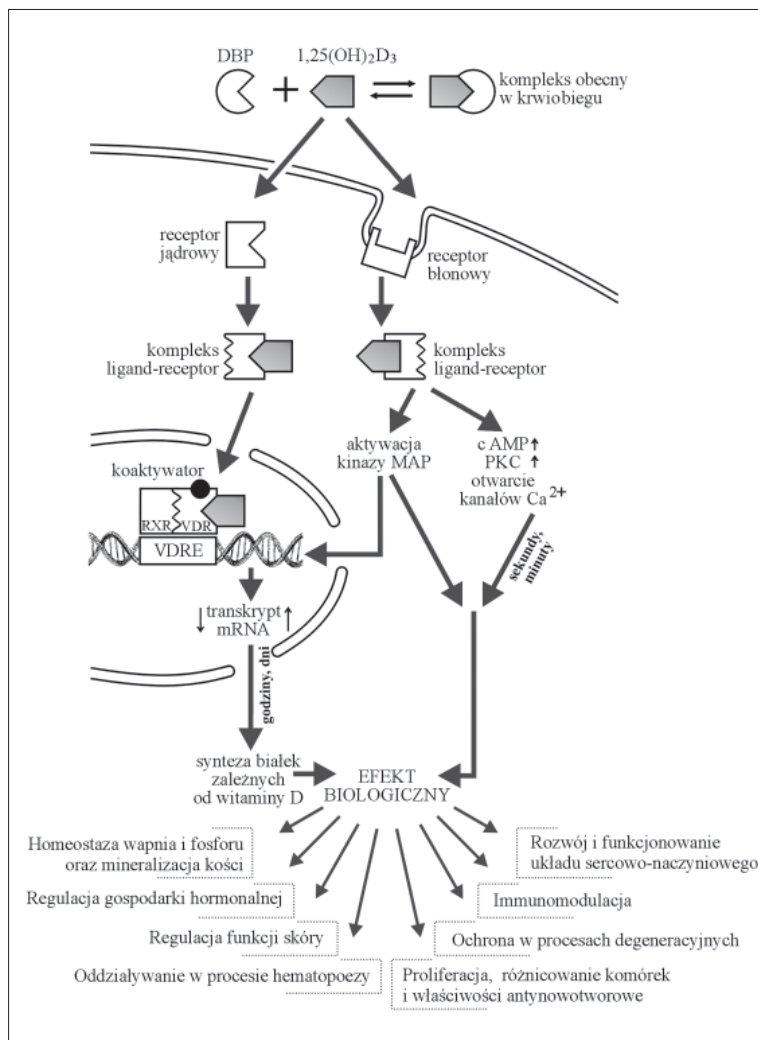 DBP
1,25(OH)₂D₃
kompleks obecny
w krwiobiegu
receptor
jądrowy
receptor
błonowy
kompleks
ligand-receptor
kompleks
ligand-receptor
aktywacja
kinazy MAP
c AMP↑
PKC ↑
otwarcie
kanałów Ca²⁺
koaktywator
RXR VDR
VDRE
sekundy,
minuty
↓ transkrypt ↑
mRNA
godziny, dni
synteza białek
zależnych
od witaminy D
EFEKT
BIOLOGICZNY
Homeostaza wapnia i fosforu
oraz mineralizacja kości
Rozwój i funkcjonowanie
układu sercowo-naczyniowego
Regulacja gospodarki hormonalnej
Immunomodulacja
Regulacja funkcji skóry
Ochrona w procesach degeneracyjnych
Oddziaływanie w procesie hematopoezy
Proliferacja, różnicowanie komórek
i właściwości antynowotworowe